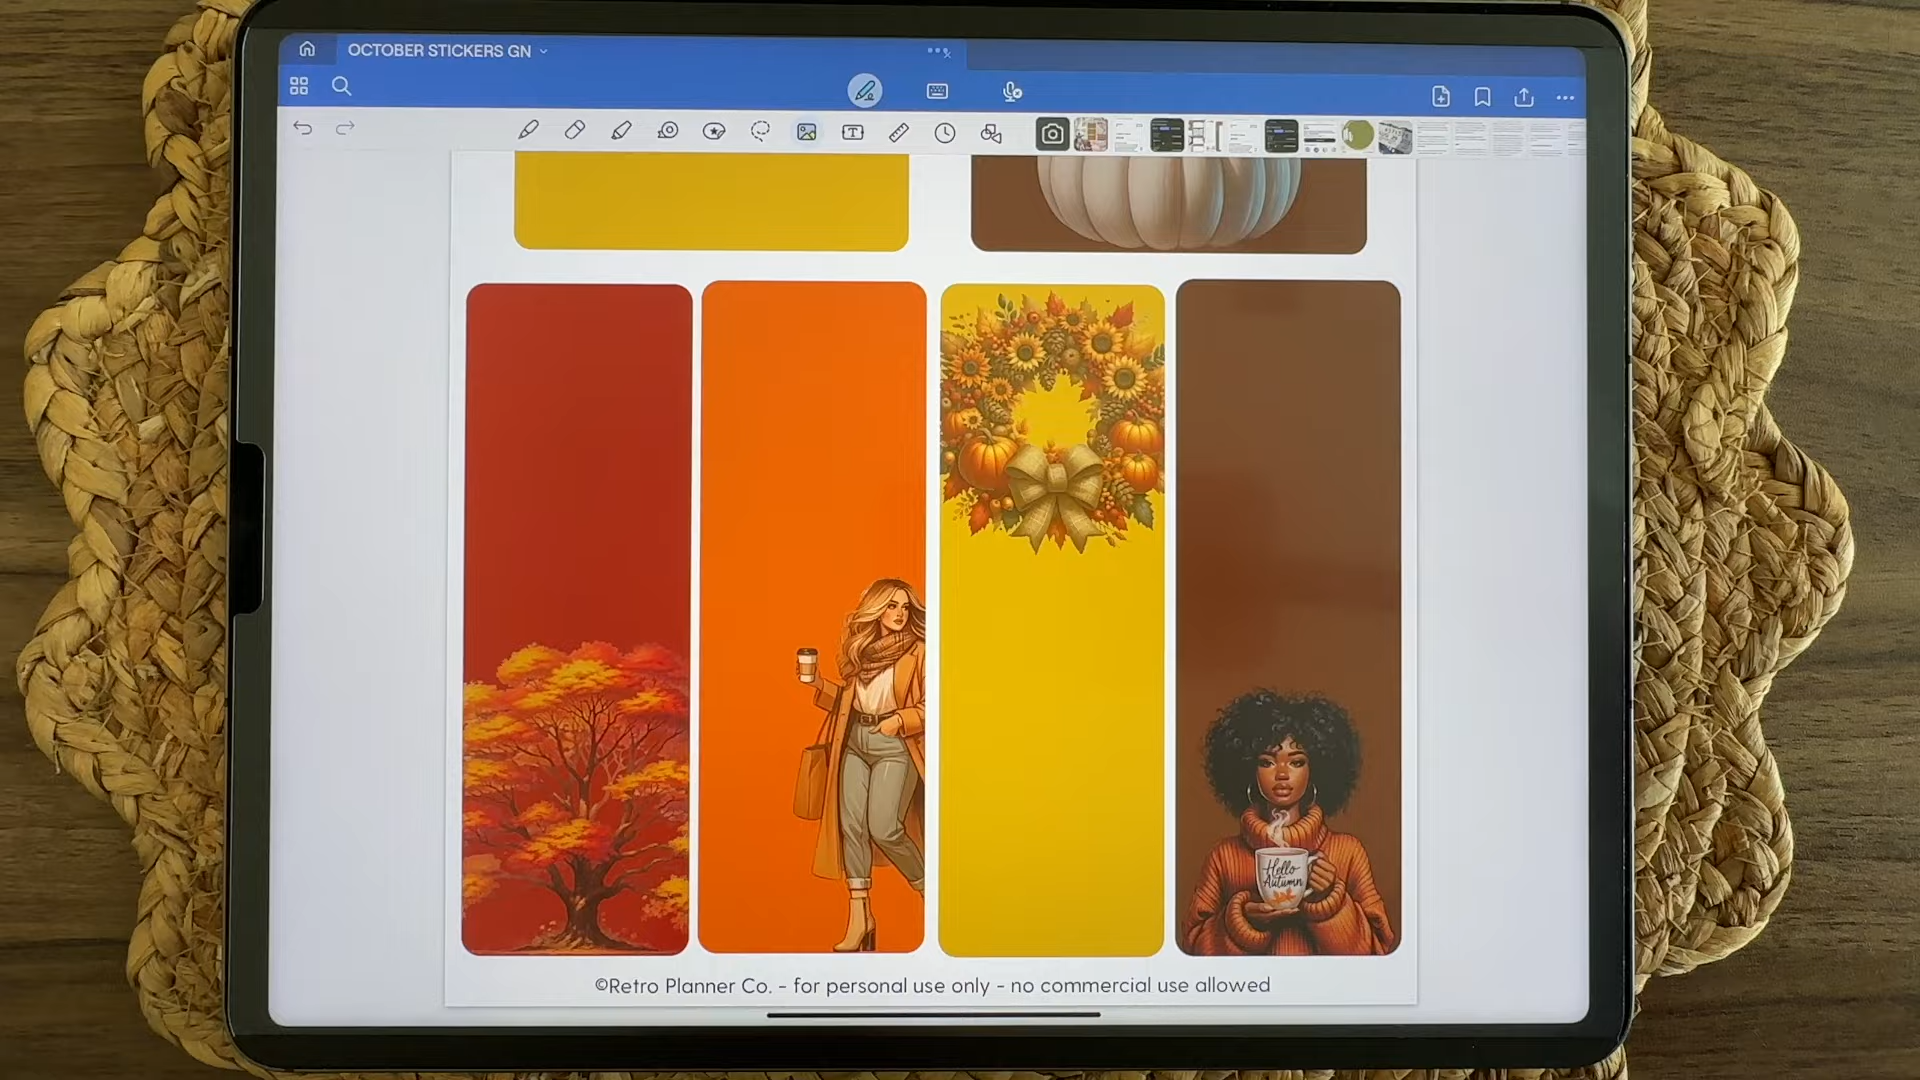 OCTOBER STICKERS GN
Hello
Autumn
©Retro Planner Co. - for personal use only - no commercial use allowed